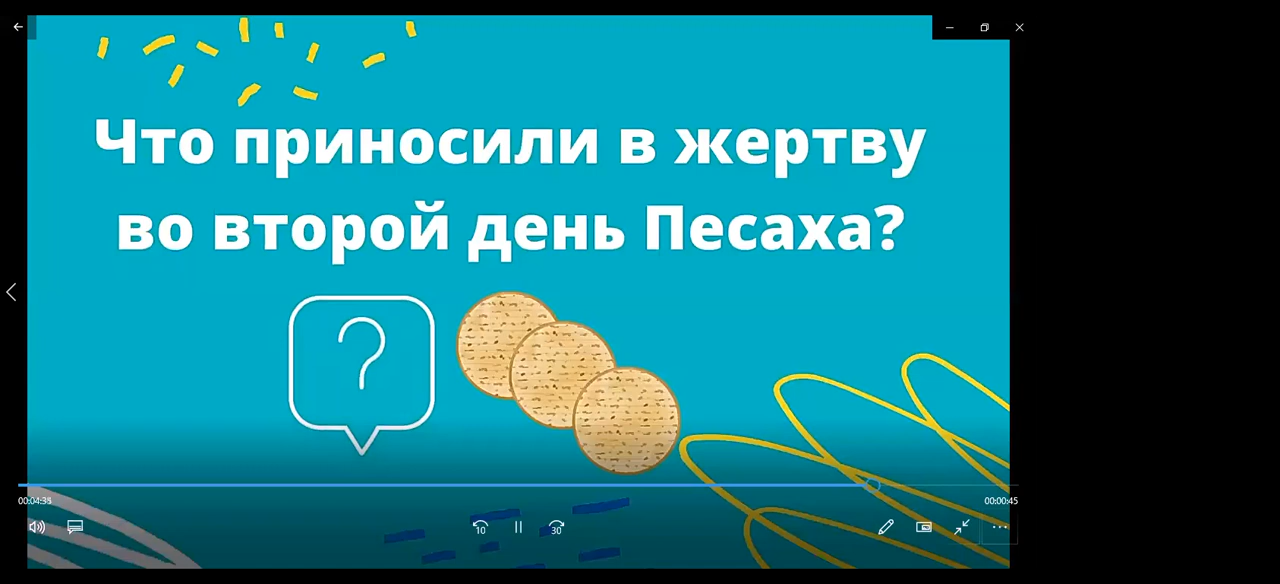 Что приносили в жертву
во второй день Песаха?
00:04:35
00:00:45
10
30